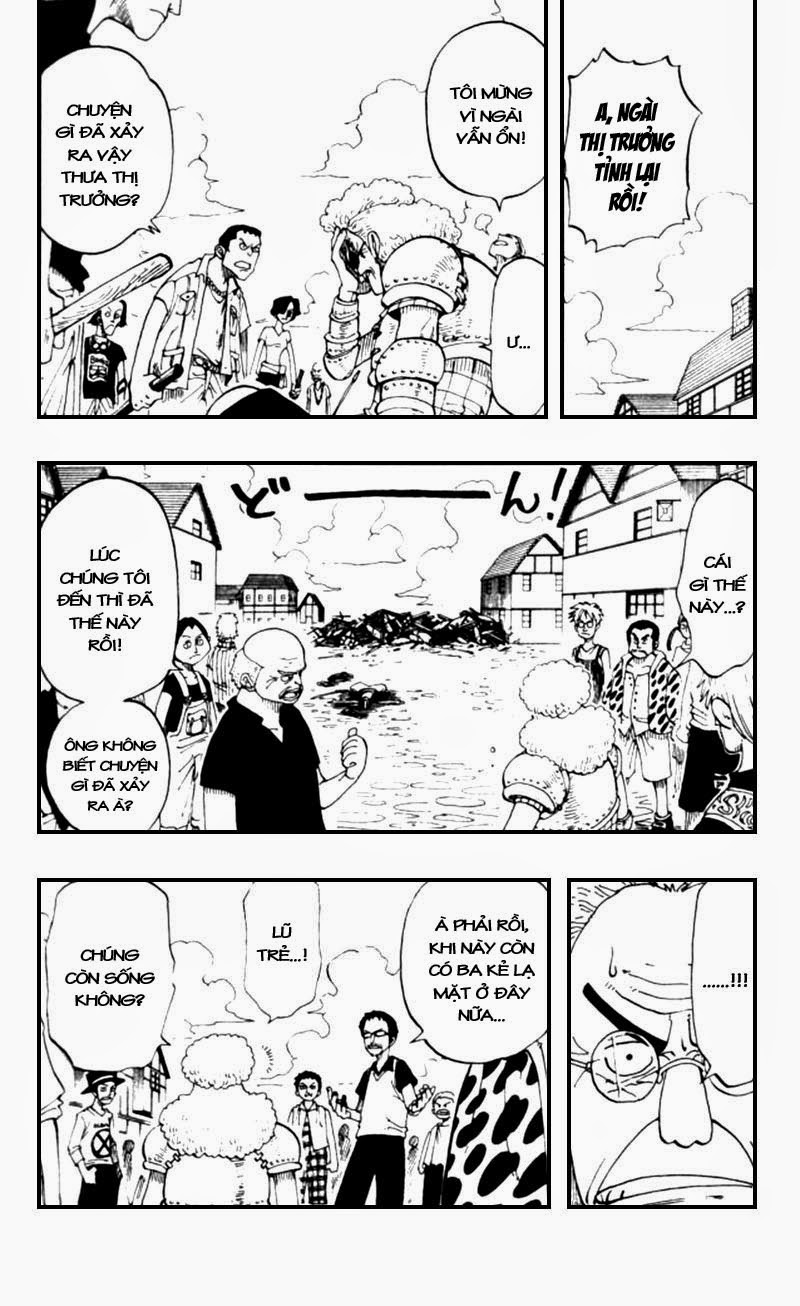 A, NGÀI
THỊ TRƯỞNG
TỈNH LẠI
RỒI!
TÔI MỪNG
VÌ NGÀI
VẪN ỔN!
CHUYỆN
GÌ ĐÃ XẢY
RA VẬY
THƯA THỊ
TRƯỞNG?
Ư...
CÁI
GÌ THẾ
NÀY...?
どーん!
LÚC
CHÚNG TÔI
ĐẾN THÌ ĐÃ
THẾ NÀY
RỒI!
ÔNG KHÔNG
BIẾT CHUYỆN
GÌ ĐÃ XẢY
RA À?
......!!!
À PHẢI RỒI,
KHI NÀY CÒN
CÓ BA KẺ LẠ
MẶT Ở ĐÂY
NỮA...
LŨ
TRẺ...!
CHÚNG
CÒN SỐNG
KHÔNG?